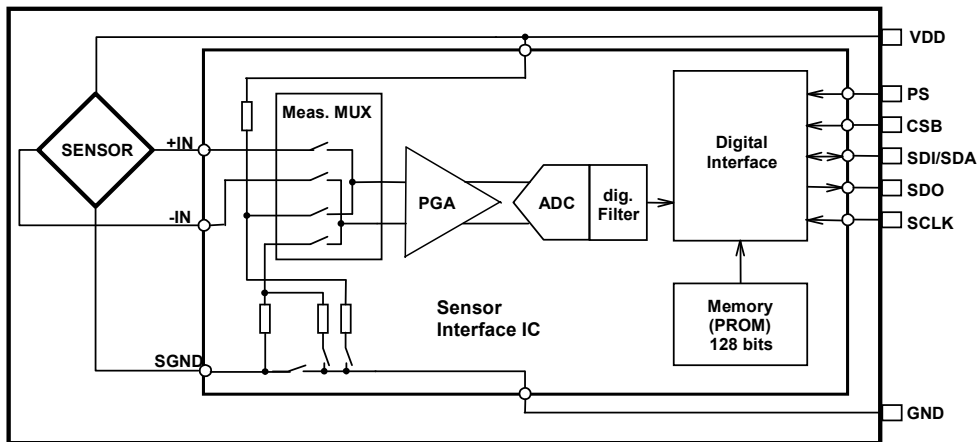 VDD
PS
CSB
SDI/SDA
SDO
SCLK
GND
SENSOR
+IN
-IN
SGND
Meas. MUX
PGA
ADC
dig.
Filter
Digital
Interface
Memory
(PROM)
128 bits
Sensor
Interface IC